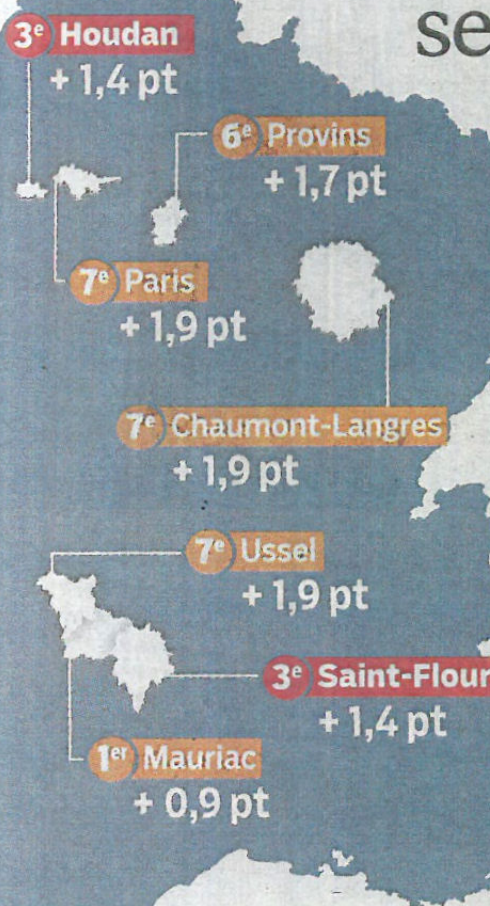 se
3e Houdan
+ 1,4 pt
6e Provins
+ 1,7 pt
7e Paris
+ 1,9 pt
7e Chaumont-Langres
+ 1,9 pt
7e Ussel
+ 1,9 pt
3e Saint-Flour
+ 1,4 pt
1er Mauriac
+ 0,9 pt